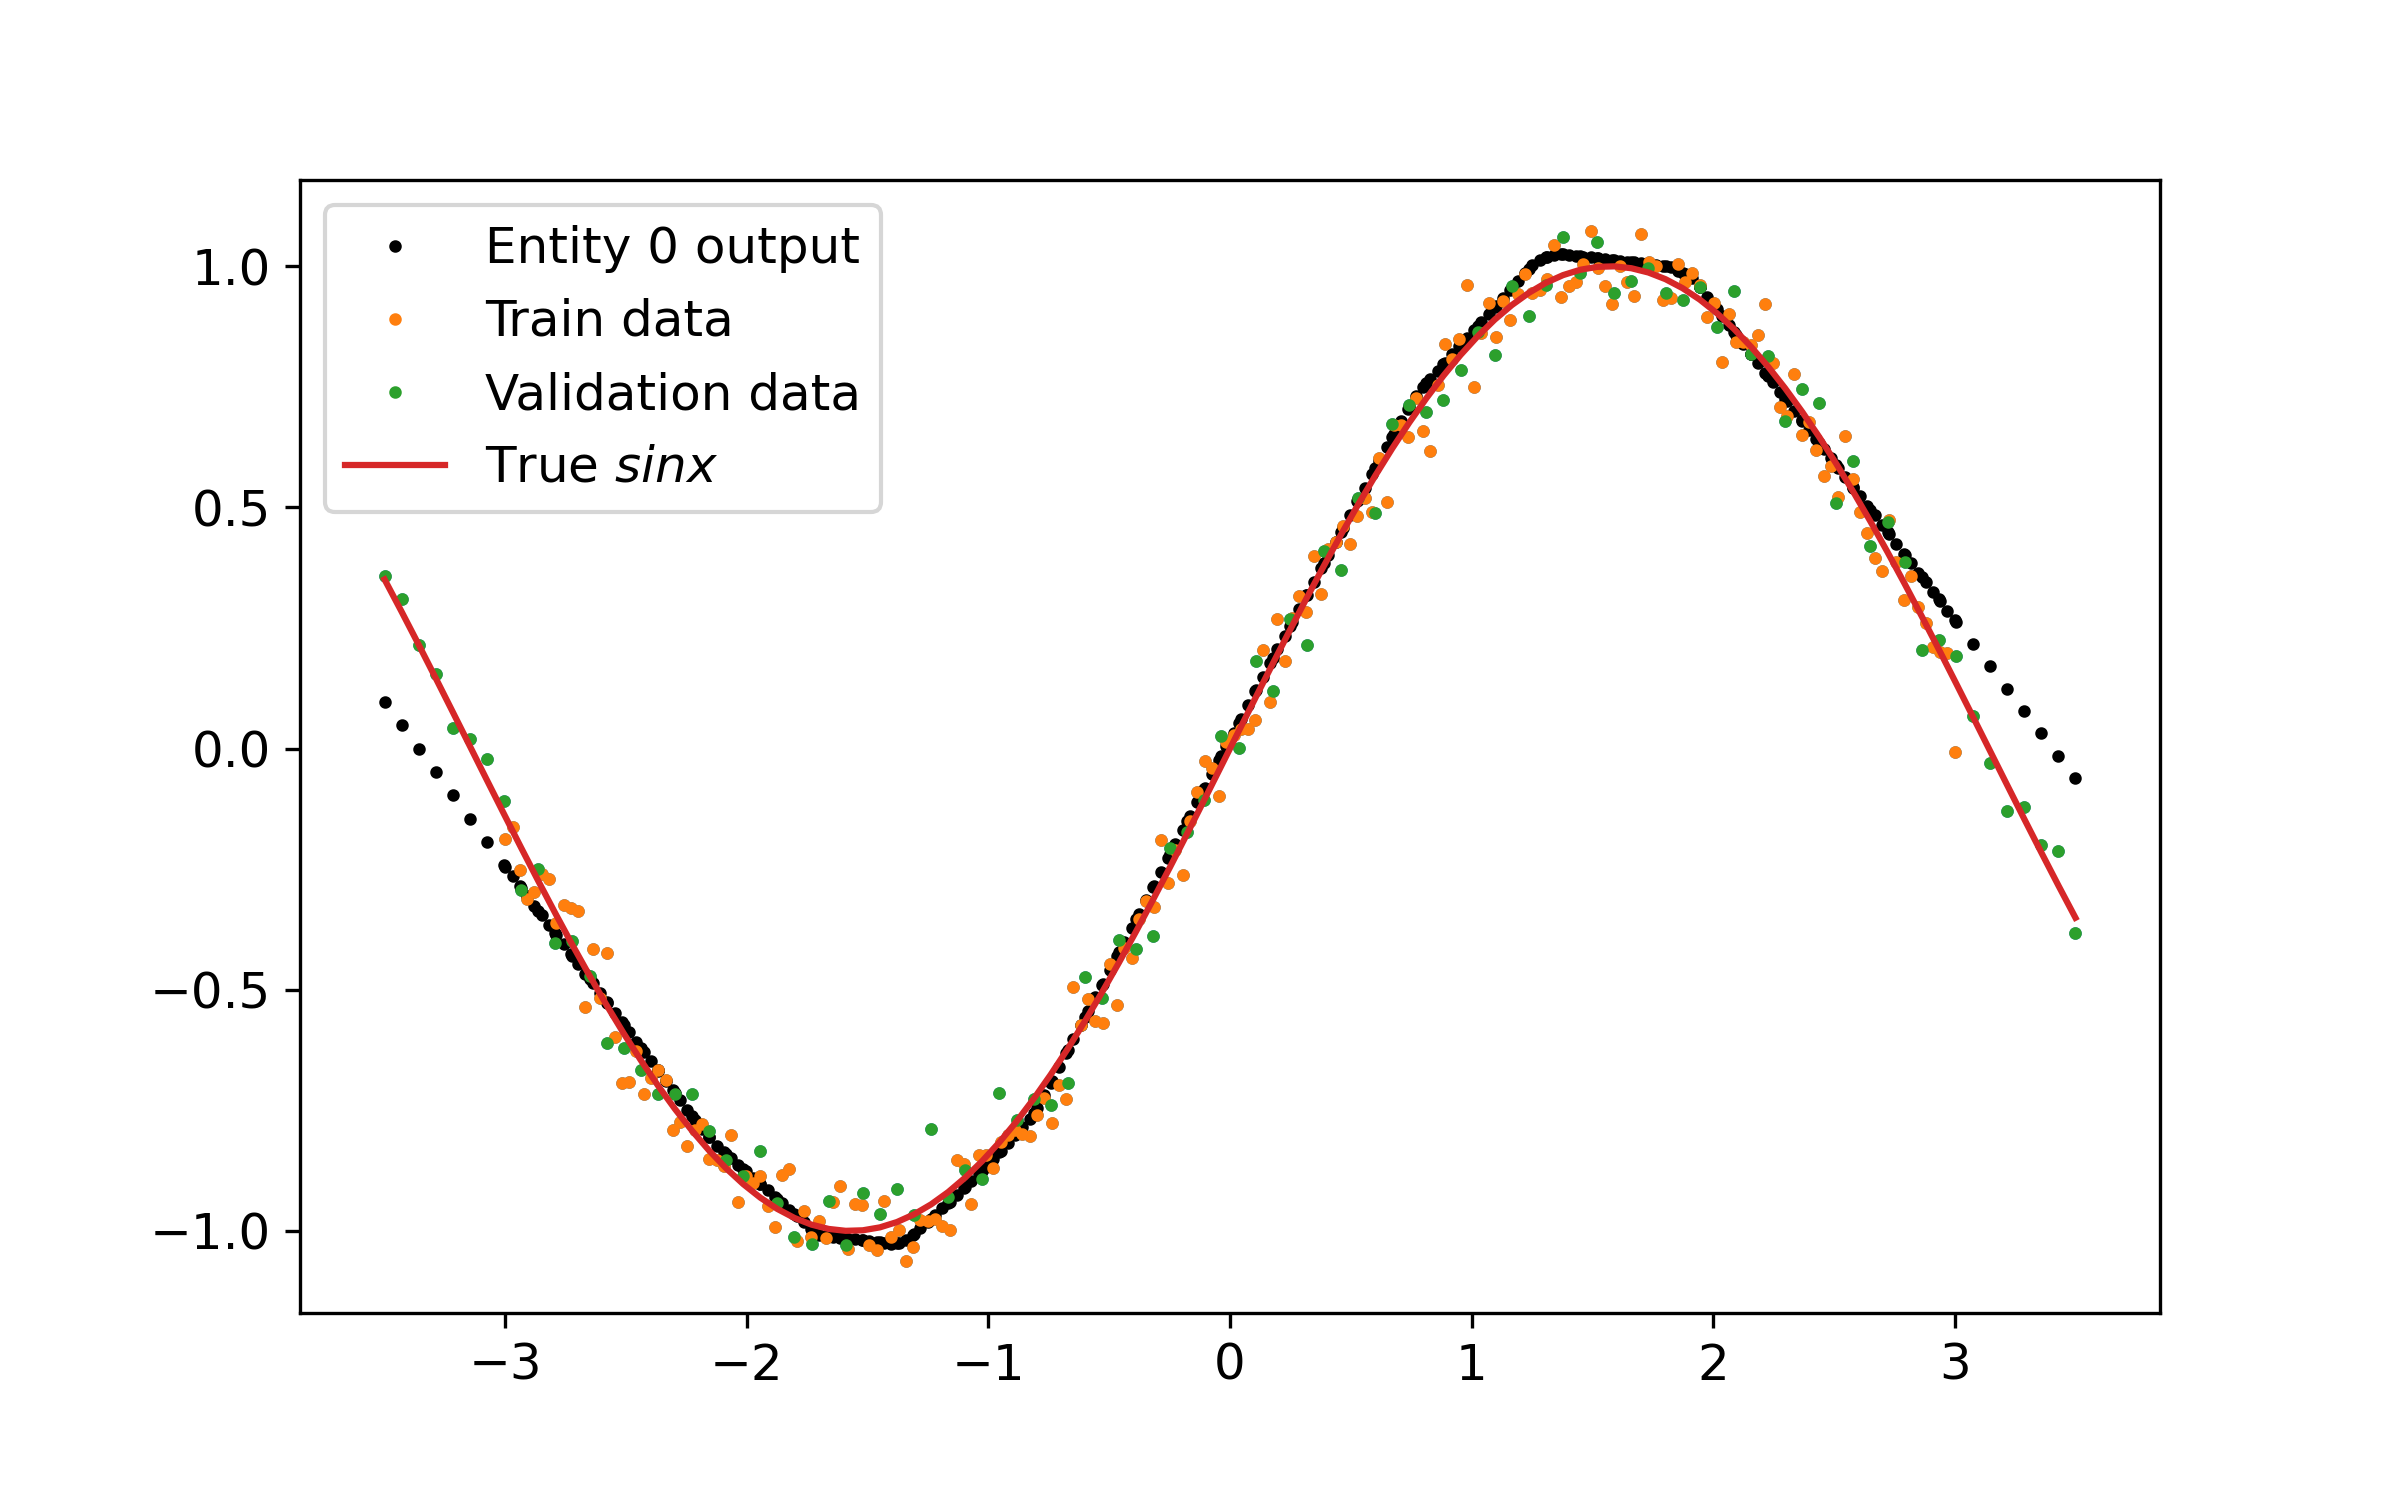 Entity 0 output
Train data
Validation data
True sinx
1.0
0.5
0.0
−0.5
−1.0
−3 −2 −1 0 1 2 3